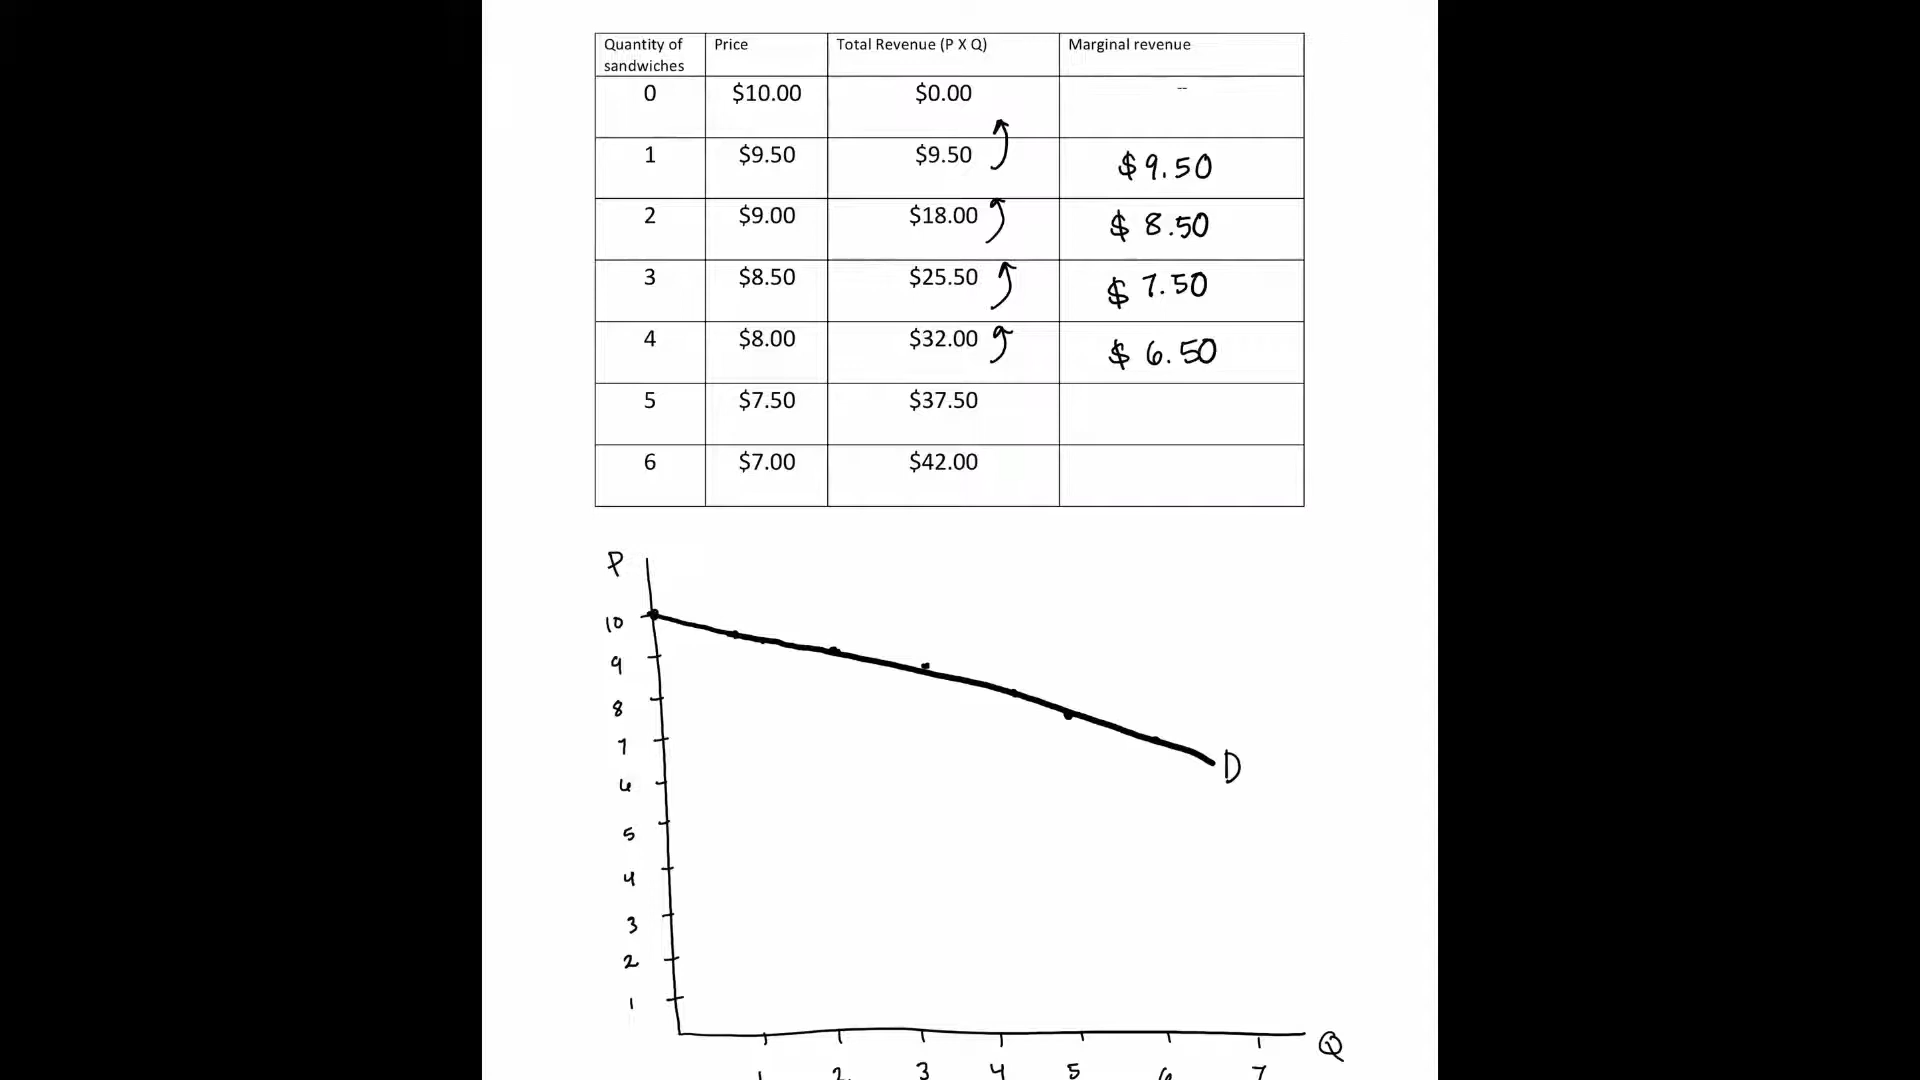 Quantity of sandwiches Price Total Revenue (P X Q) Marginal revenue
0 $10.00 $0.00 --
1 $9.50 $9.50 $9.50
2 $9.00 $18.00 $8.50
3 $8.50 $25.50 $7.50
4 $8.00 $32.00 $6.50
5 $7.50 $37.50
6 $7.00 $42.00
P
10
9
8
7
6
5
4
3
2
1
D
Q
1 2 3 4 5 6 7